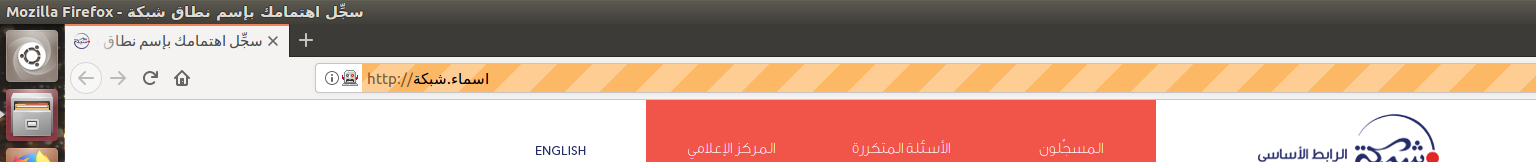 سجِّل اهتمامك بإسم نطاق شبكة - Mozilla Firefox
سجِّل اهتمامك بإسم نطاق
http://اسماء.شبكة
ENGLISH
المركز الإعلامي
الأسئلة المتكررة
المسجّلون
الرابط الأساسي
شبكة